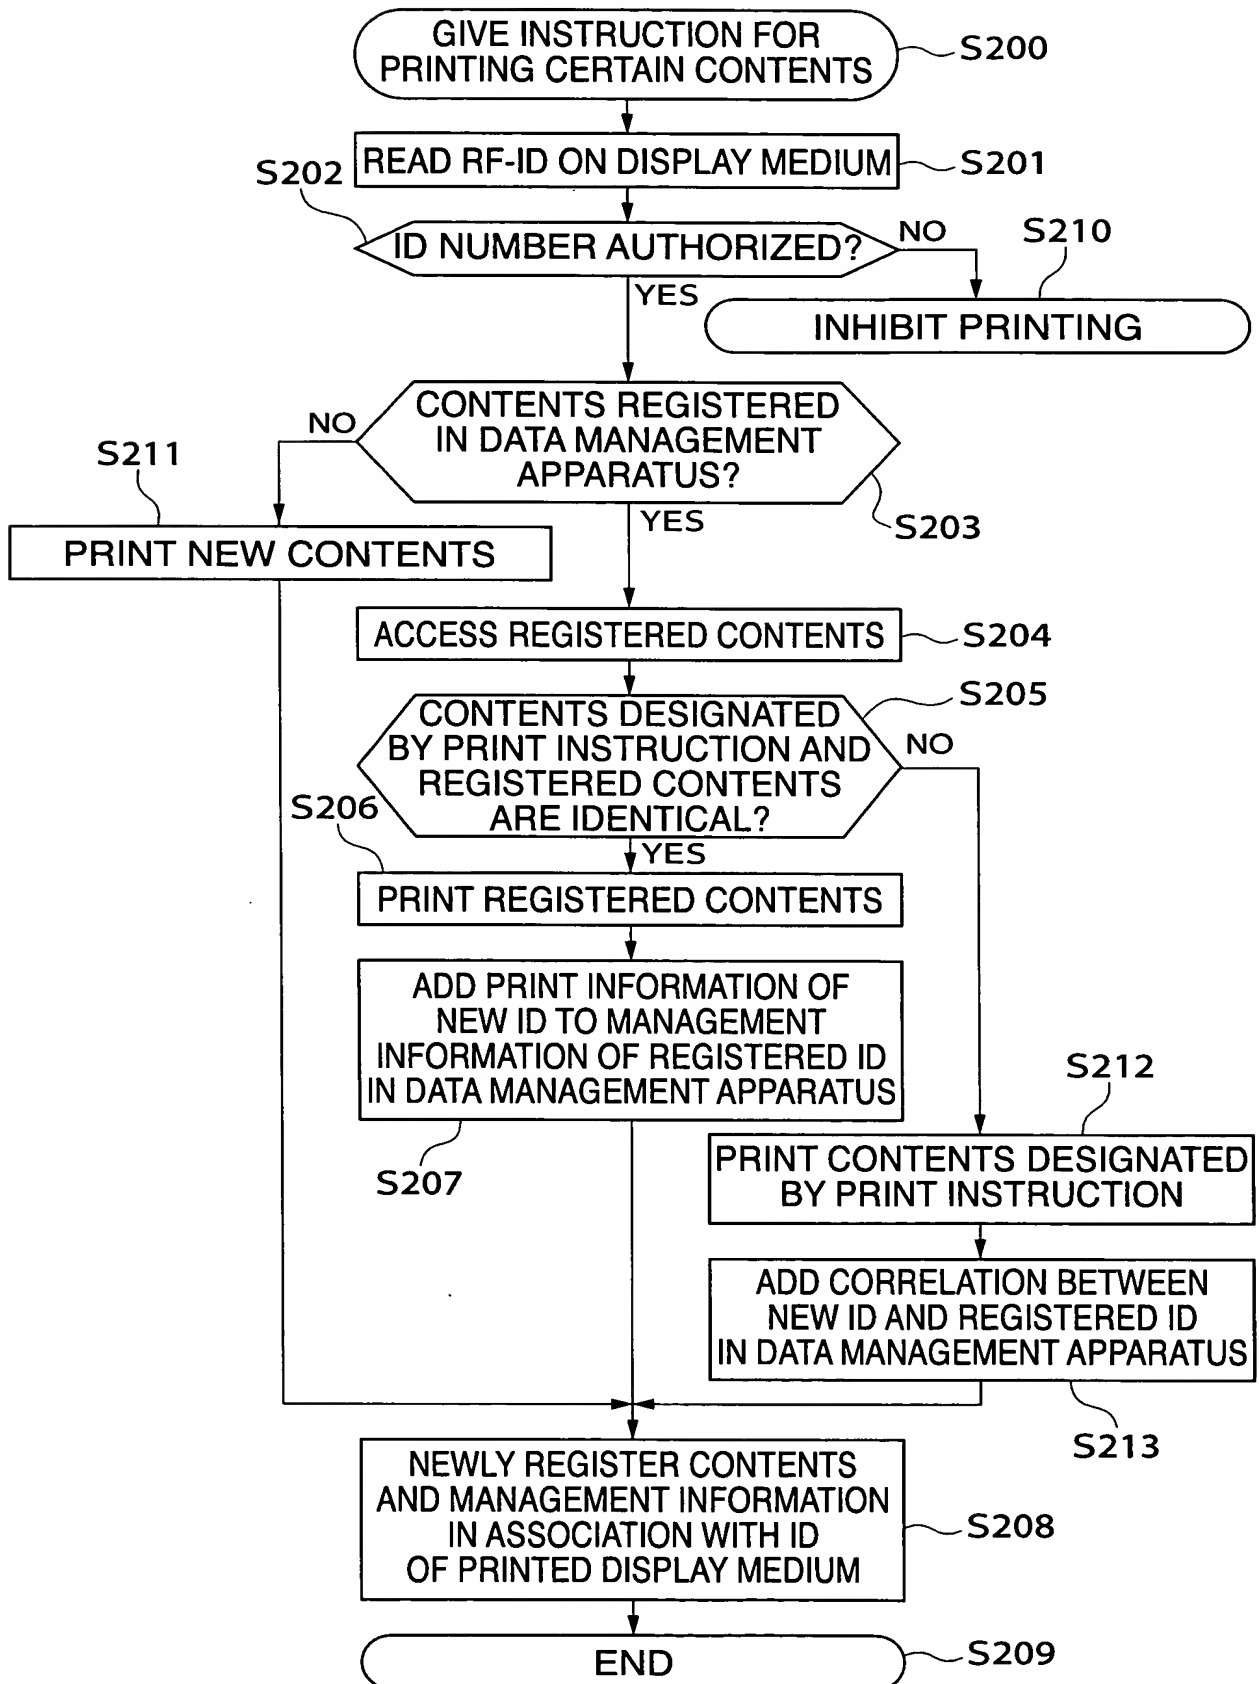 GIVE INSTRUCTION FOR
PRINTING CERTAIN CONTENTS
S200
READ RF-ID ON DISPLAY MEDIUM
S201
S202
ID NUMBER AUTHORIZED?
NO
S210
YES
INHIBIT PRINTING
CONTENTS REGISTERED
IN DATA MANAGEMENT
APPARATUS?
NO
S211
YES
S203
PRINT NEW CONTENTS
ACCESS REGISTERED CONTENTS
S204
CONTENTS DESIGNATED
BY PRINT INSTRUCTION AND
REGISTERED CONTENTS
ARE IDENTICAL?
S205
NO
S206
YES
PRINT REGISTERED CONTENTS
ADD PRINT INFORMATION OF
NEW ID TO MANAGEMENT
INFORMATION OF REGISTERED ID
IN DATA MANAGEMENT APPARATUS
S207
S212
PRINT CONTENTS DESIGNATED
BY PRINT INSTRUCTION
ADD CORRELATION BETWEEN
NEW ID AND REGISTERED ID
IN DATA MANAGEMENT APPARATUS
S213
NEWLY REGISTER CONTENTS
AND MANAGEMENT INFORMATION
IN ASSOCIATION WITH ID
OF PRINTED DISPLAY MEDIUM
S208
END
S209